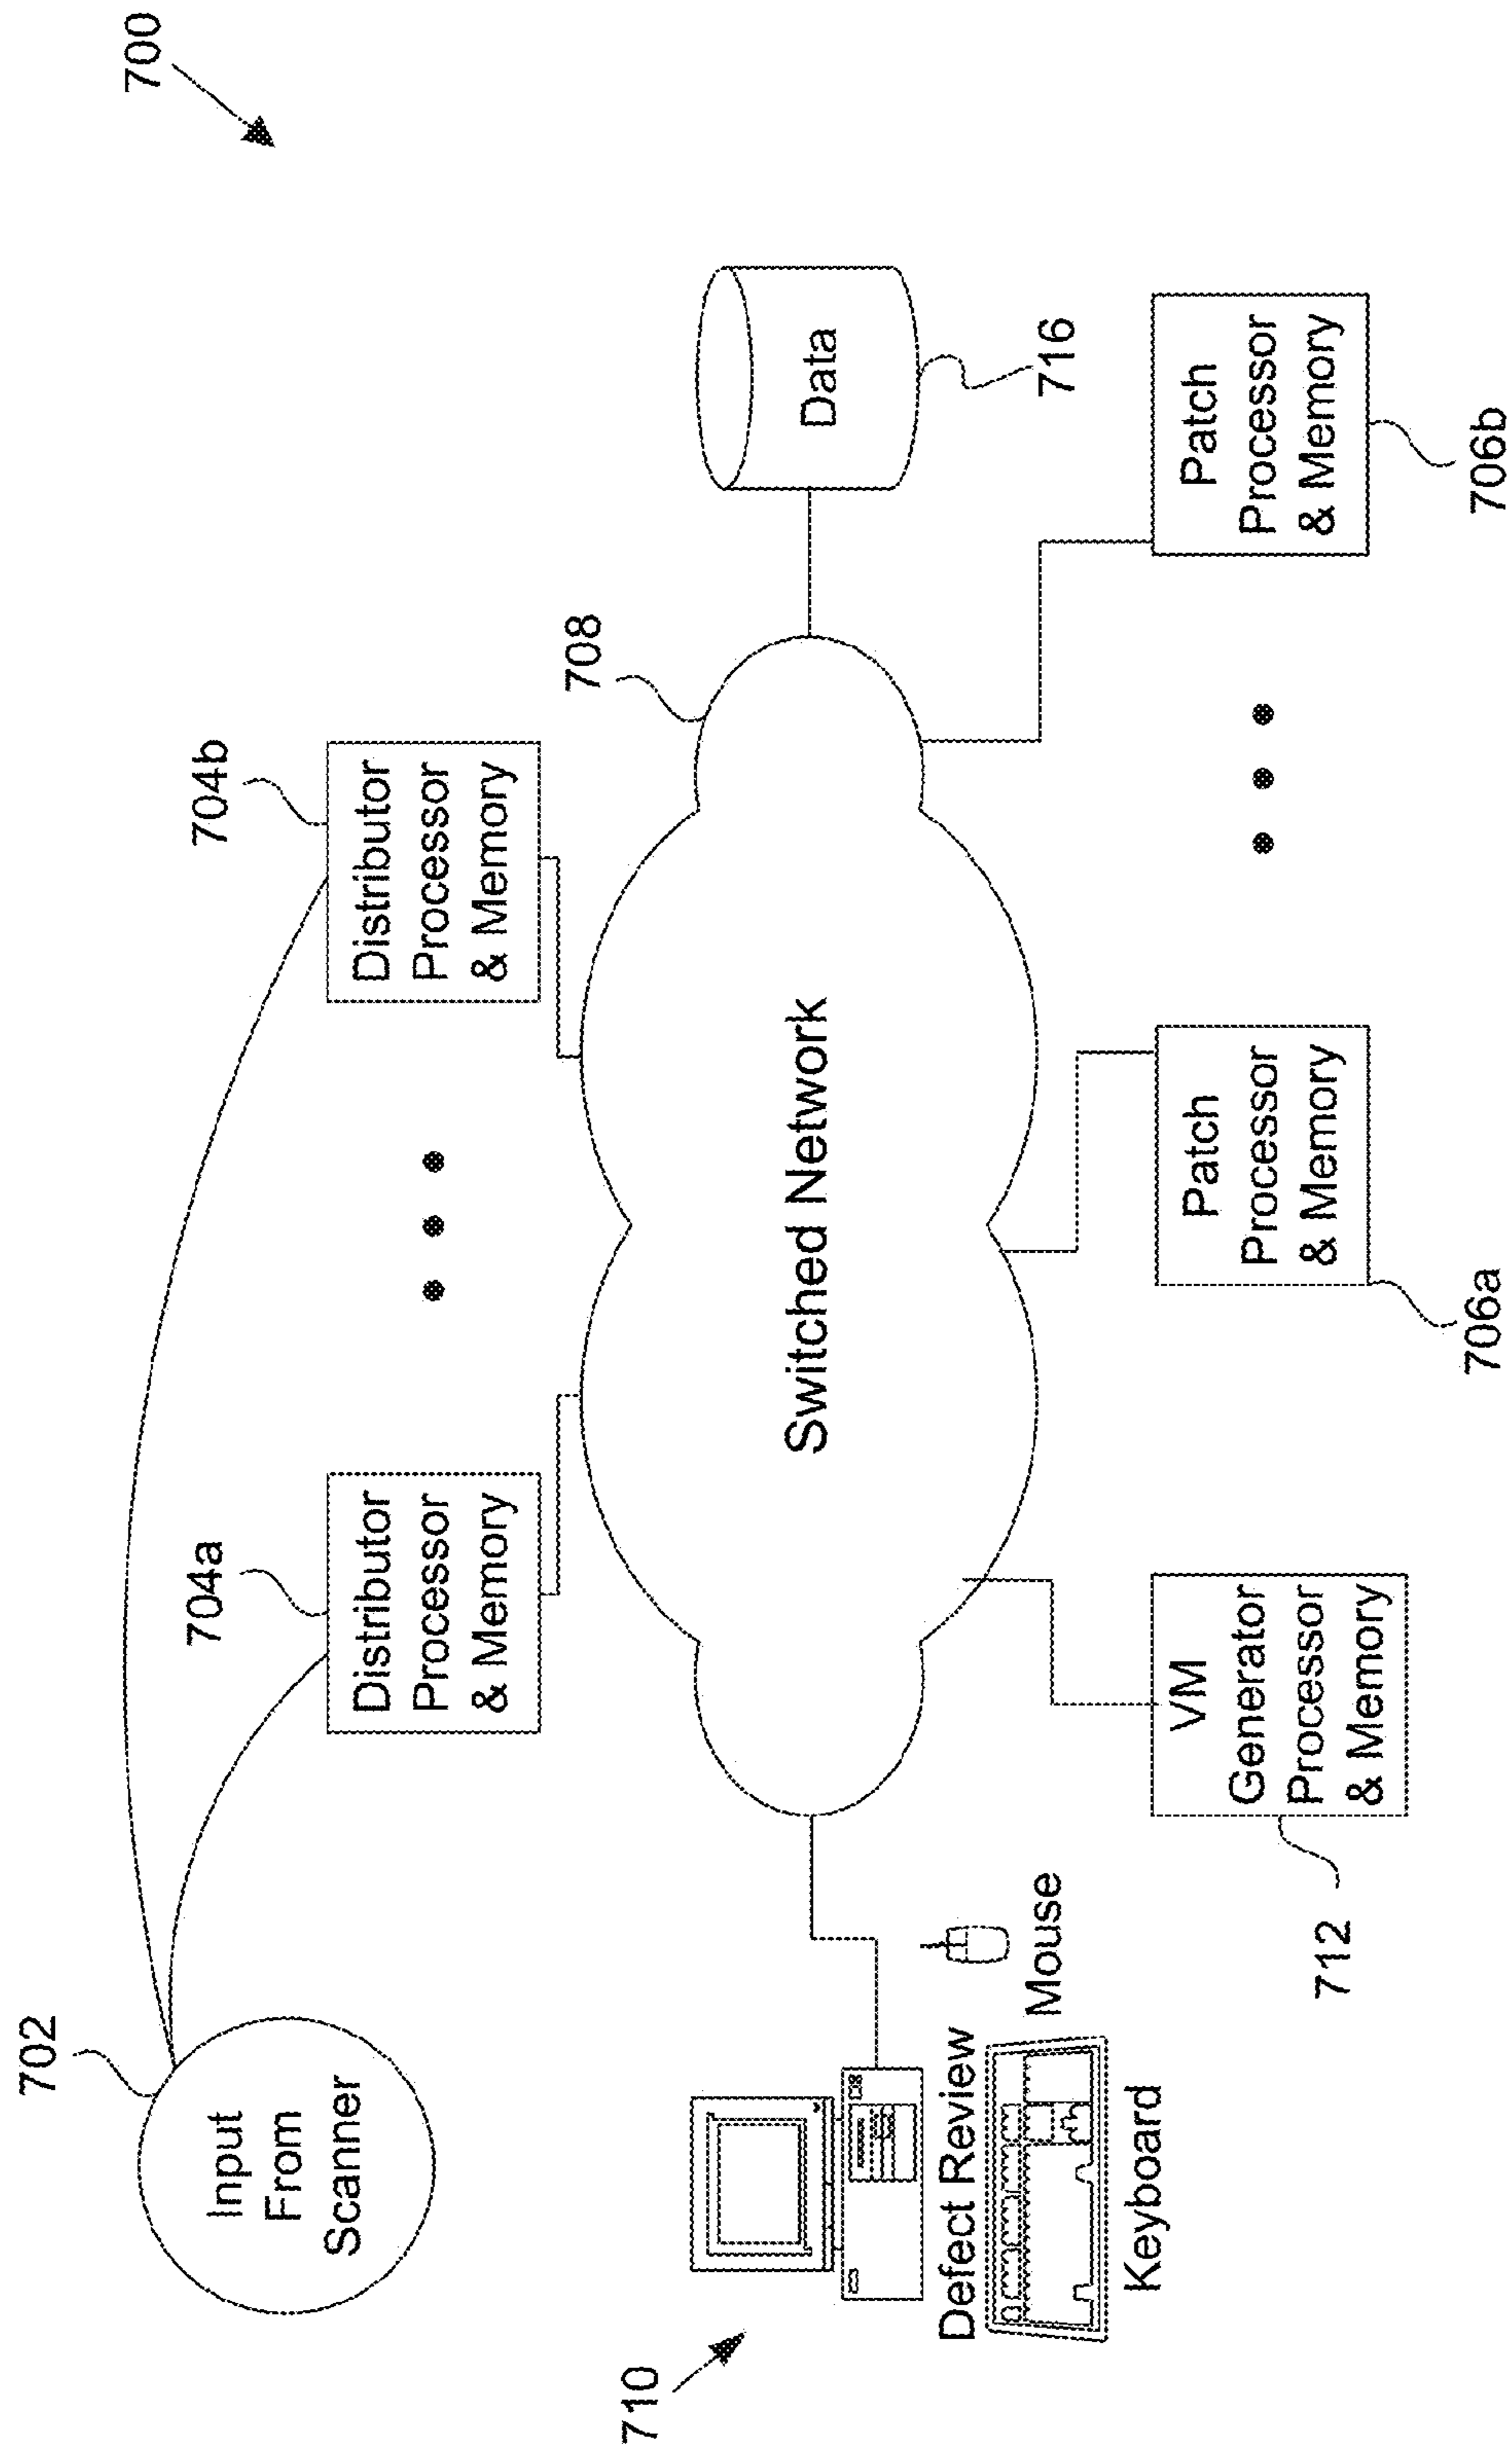 700
702
Input
From
Scanner
704a
Distributor
Processor
& Memory
704b
Distributor
Processor
& Memory
708
Switched Network
Data
716
710
Defect Review
Mouse
Keyboard
712
VM
Generator
Processor
& Memory
706a
Patch
Processor
& Memory
706b
Patch
Processor
& Memory